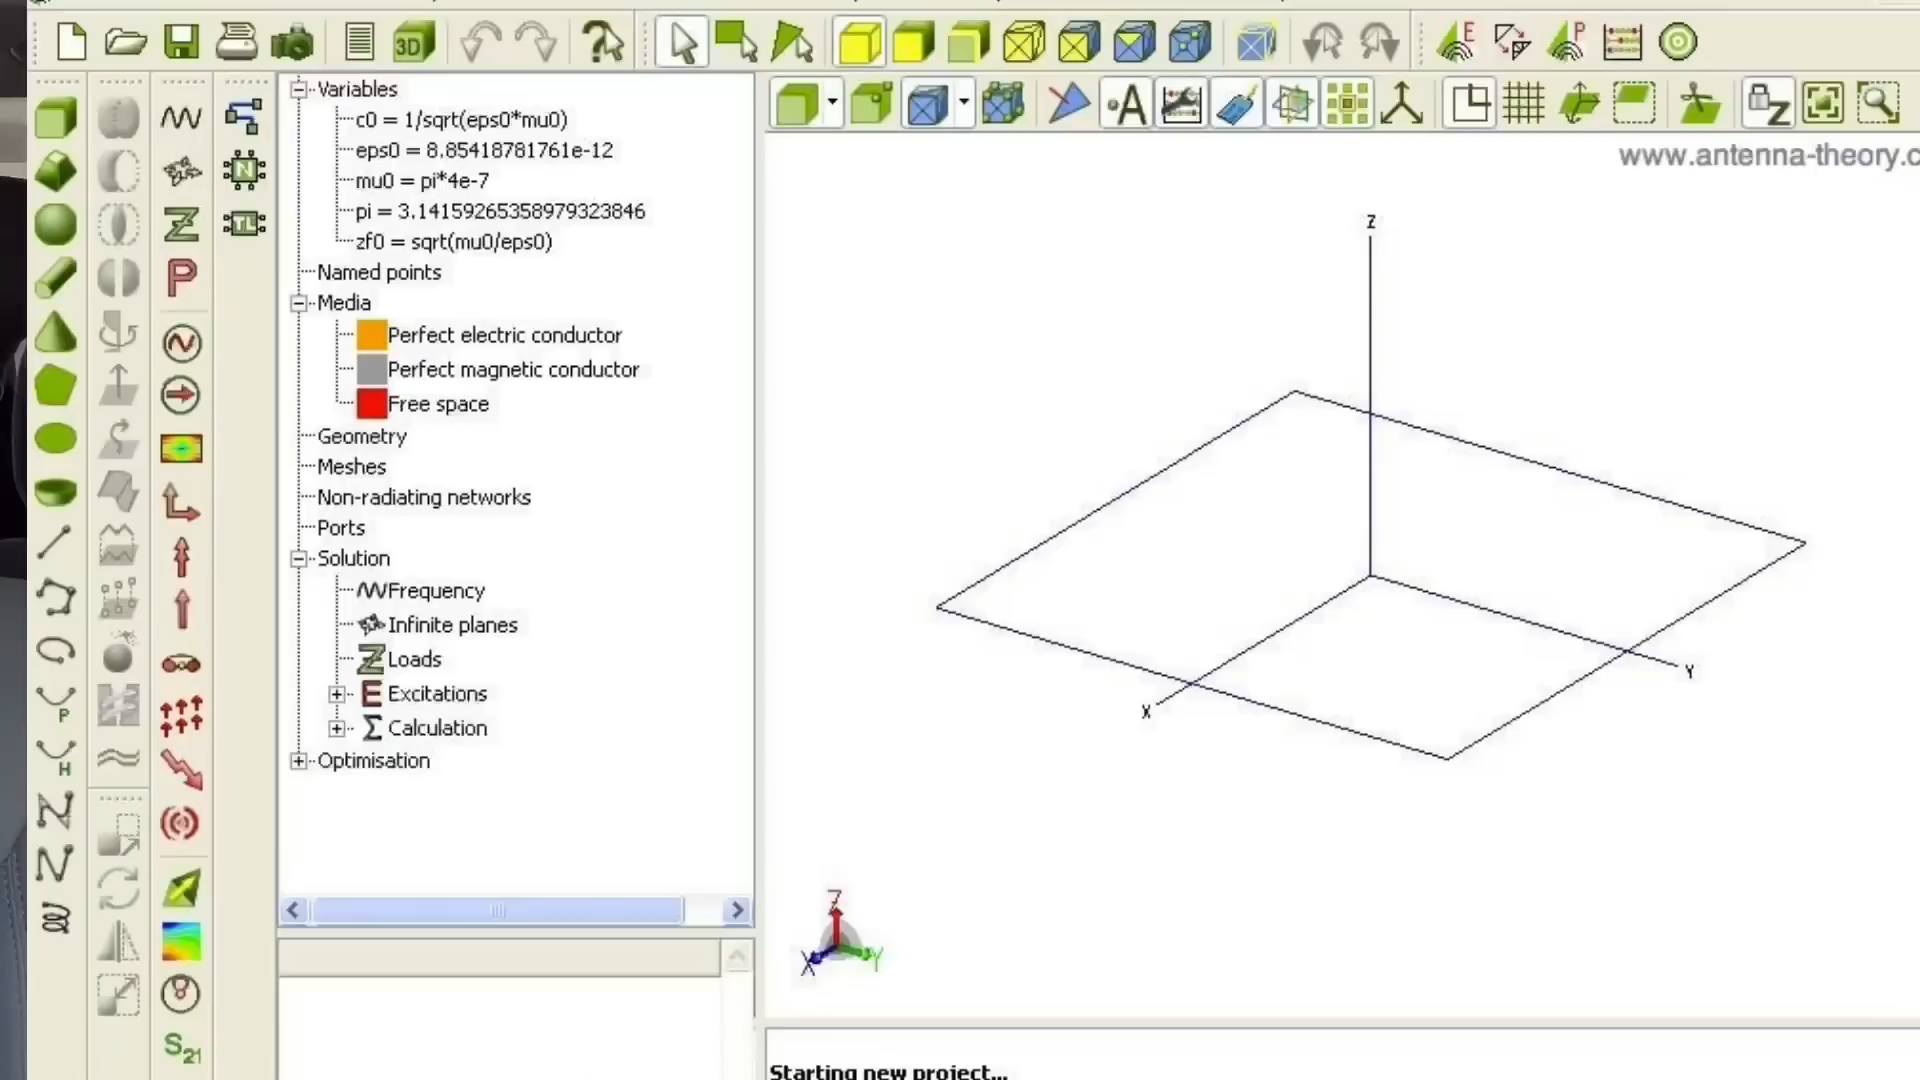 3D
?
E
P
A
Z
Variables
c0 = 1/sqrt(eps0*mu0)
eps0 = 8.85418781761e-12
mu0 = pi*4e-7
pi = 3.14159265358979323846
zf0 = sqrt(mu0/eps0)
Named points
Media
Perfect electric conductor
Perfect magnetic conductor
Free space
Geometry
Meshes
Non-radiating networks
Ports
Solution
Frequency
Infinite planes
Z Loads
E Excitations
Σ Calculation
Optimisation
N
Z
TL
P
P
H
S21
www.antenna-theory.c
Z
Y
X
Z
X
Y
Starting new project...